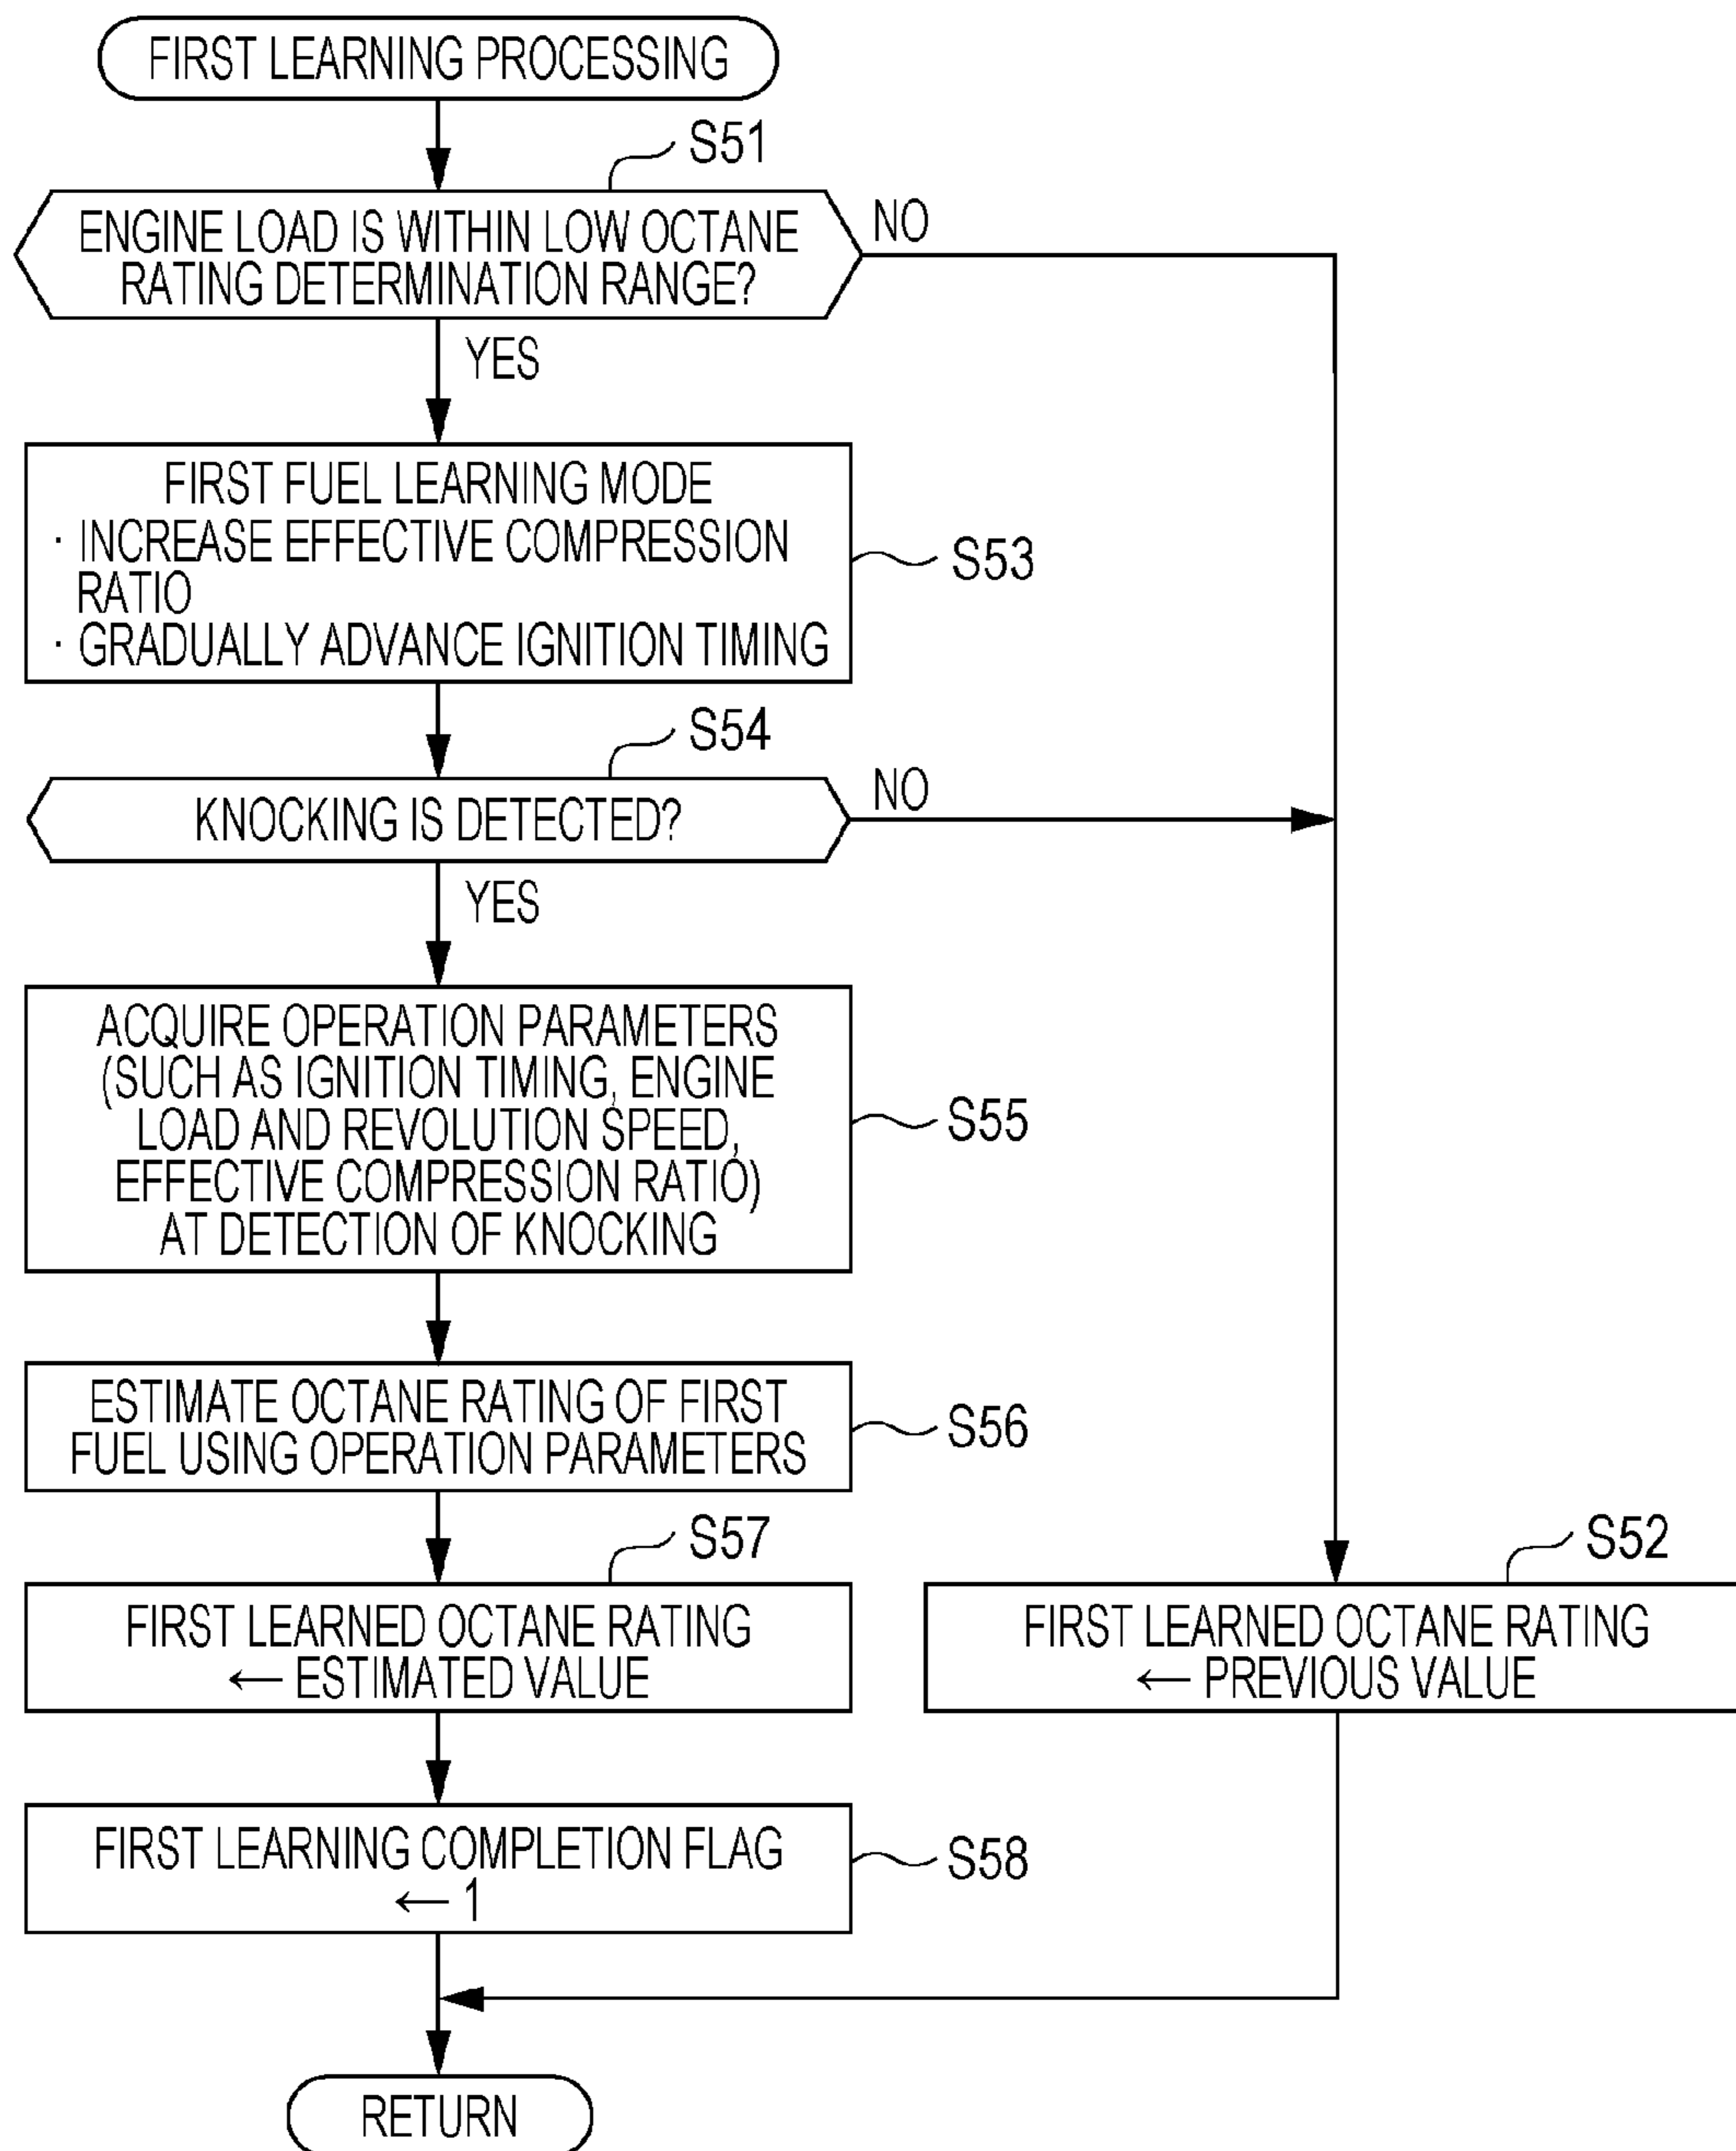 FIRST LEARNING PROCESSING
S51
ENGINE LOAD IS WITHIN LOW OCTANE
RATING DETERMINATION RANGE?
NO
YES
FIRST FUEL LEARNING MODE
· INCREASE EFFECTIVE COMPRESSION
RATIO
· GRADUALLY ADVANCE IGNITION TIMING
S53
S54
KNOCKING IS DETECTED?
NO
YES
ACQUIRE OPERATION PARAMETERS
(SUCH AS IGNITION TIMING, ENGINE
LOAD AND REVOLUTION SPEED,
EFFECTIVE COMPRESSION RATIO)
AT DETECTION OF KNOCKING
S55
ESTIMATE OCTANE RATING OF FIRST
FUEL USING OPERATION PARAMETERS
S56
S57
FIRST LEARNED OCTANE RATING
← ESTIMATED VALUE
S52
FIRST LEARNED OCTANE RATING
← PREVIOUS VALUE
FIRST LEARNING COMPLETION FLAG
← 1
S58
RETURN